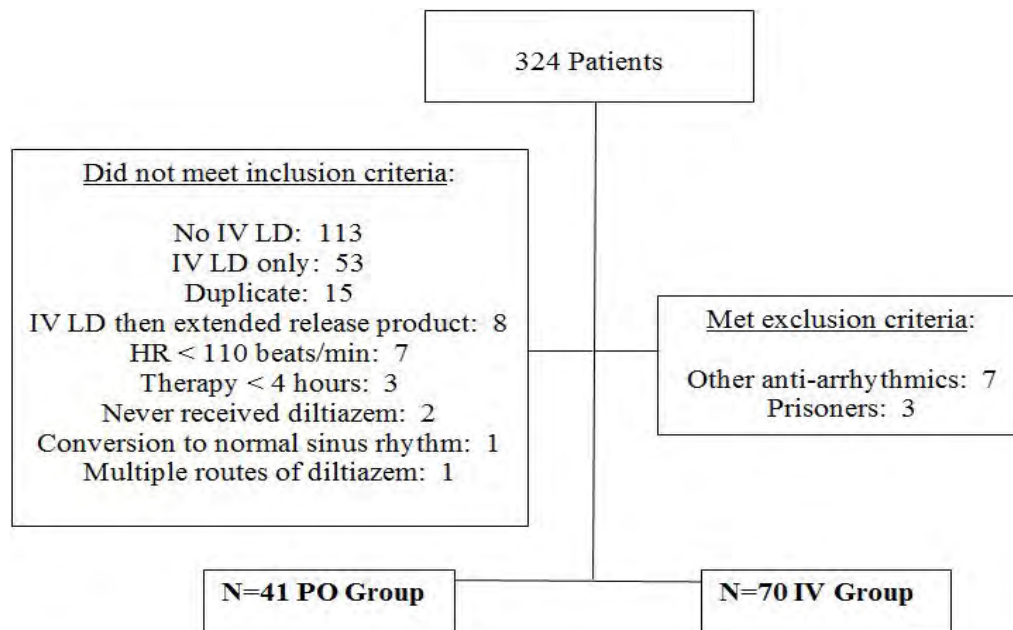 324 Patients
Did not meet inclusion criteria:
No IV LD: 113
IV LD only: 53
Duplicate: 15
IV LD then extended release product: 8
HR < 110 beats/min: 7
Therapy < 4 hours: 3
Never received diltiazem: 2
Conversion to normal sinus rhythm: 1
Multiple routes of diltiazem: 1
Met exclusion criteria:
Other anti-arrhythmics: 7
Prisoners: 3
N=41 PO Group
N=70 IV Group